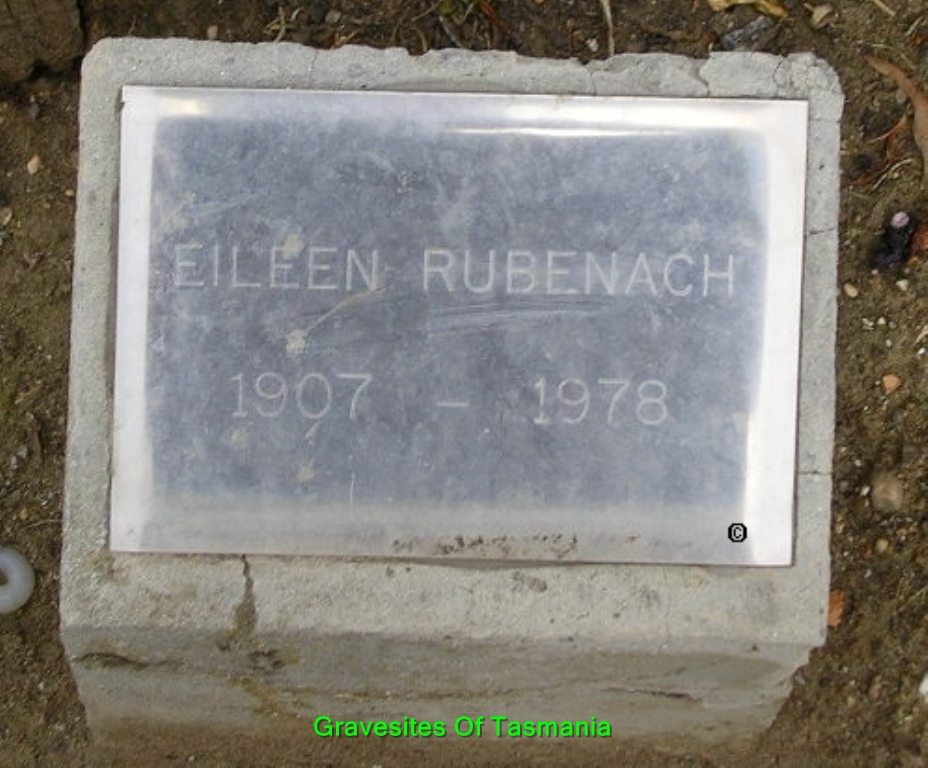 EILEEN RUBENACH
1907 - 1978
©
Gravesites Of Tasmania